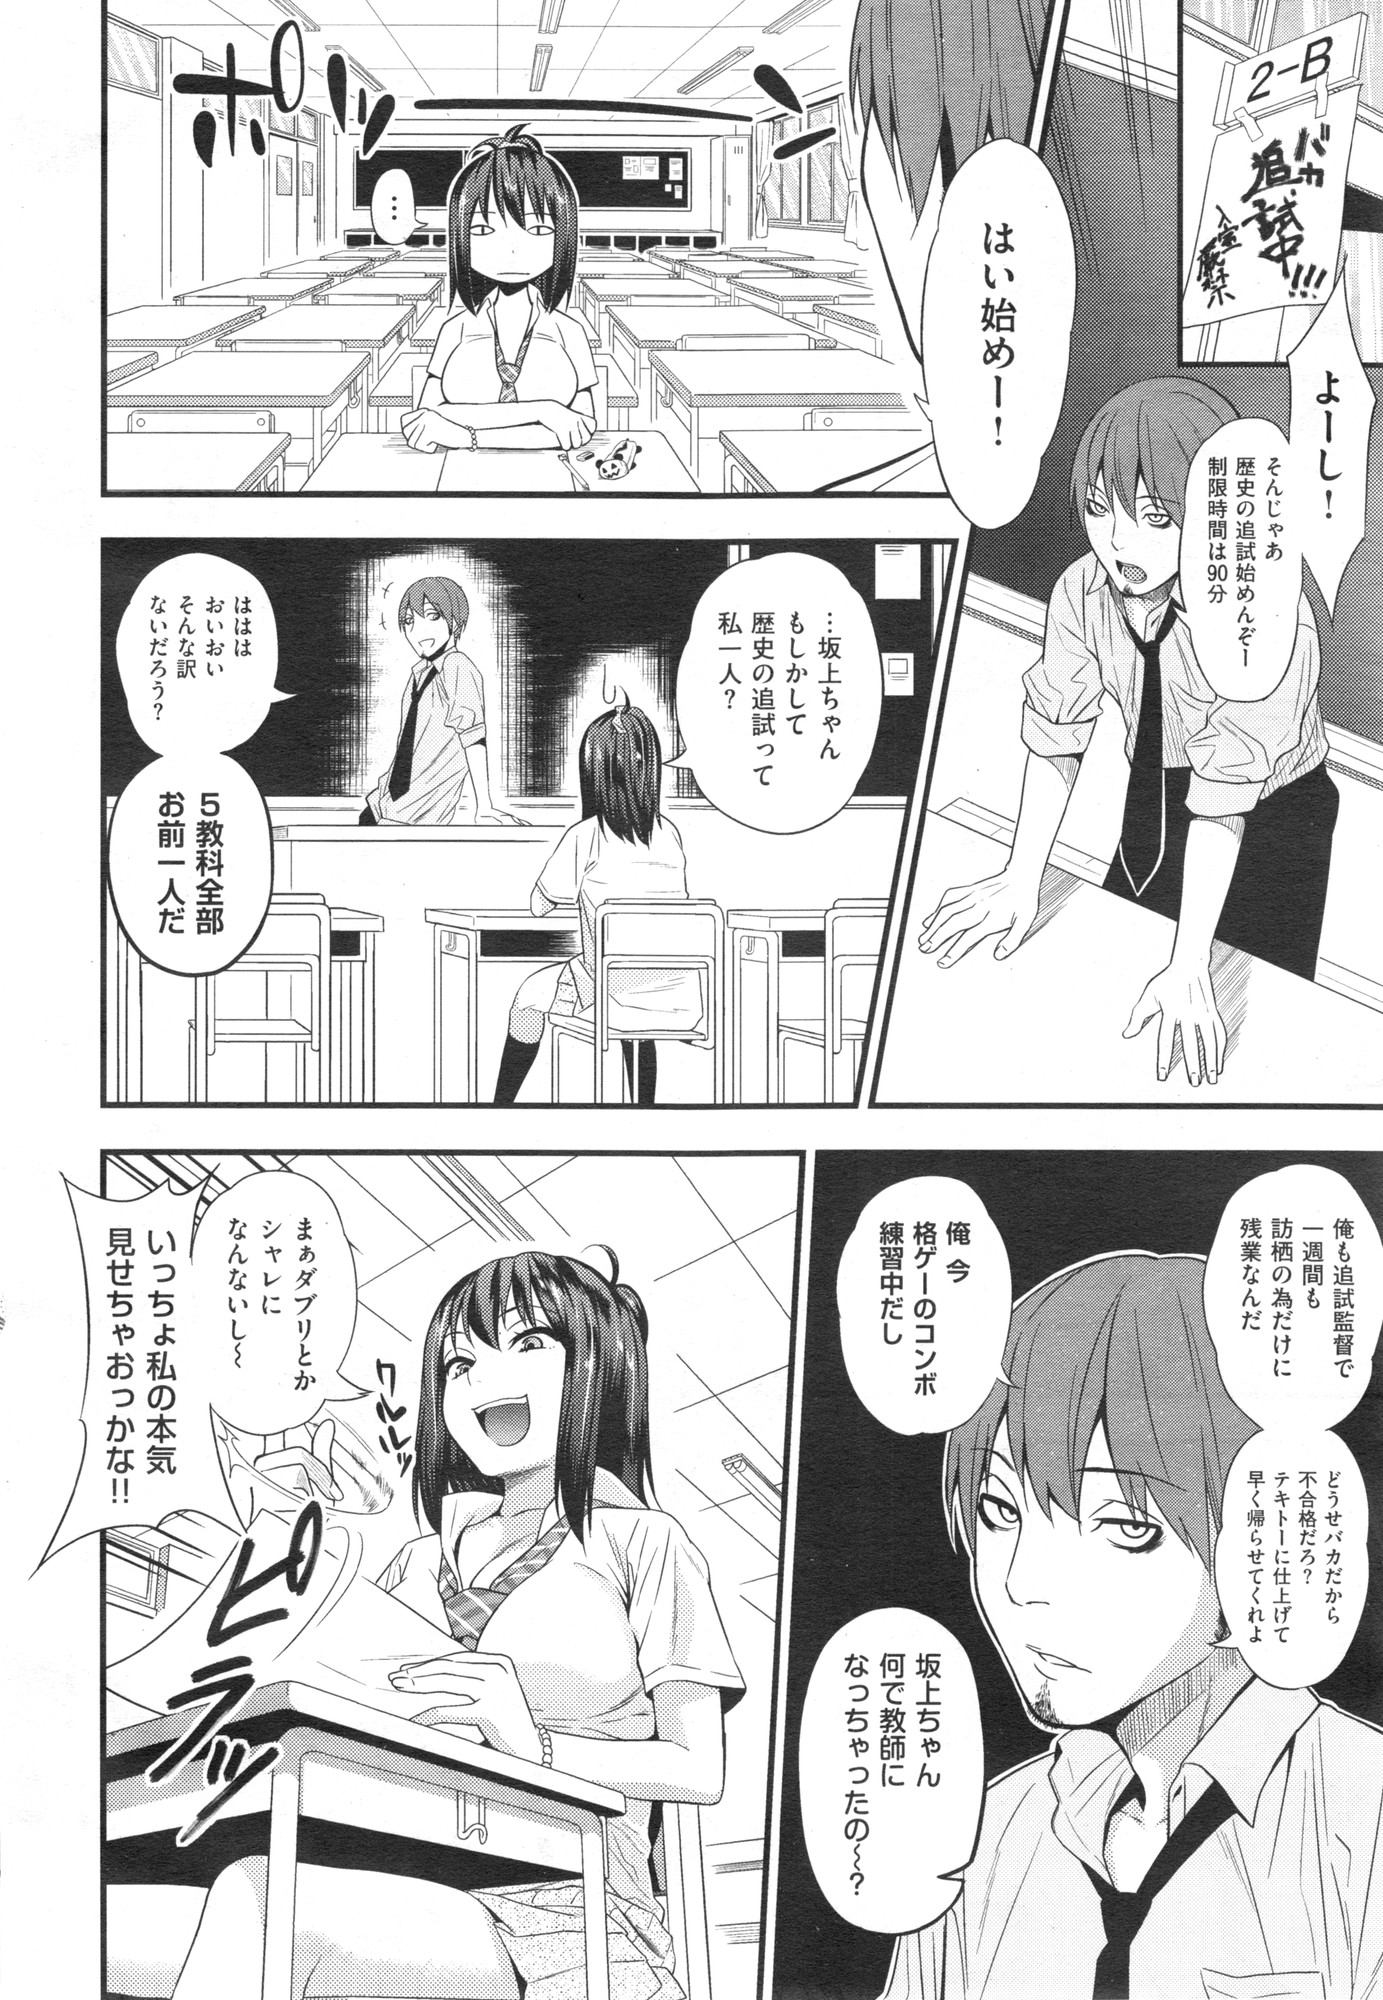 2-B
バカ
追試中!!!
入室厳禁
よーし!
そんじゃあ
歴史の追試始めんぞー
制限時間は90分
はい始めー!
…
ポツーン
…坂上ちゃん
もしかして
歴史の追試って
私一人?
ははは
おいおい
そんな訳
ないだろう?
5教科全部
お前一人だ
俺も追試監督で
一週間も
訪栖の為だけに
残業なんだ
どうせバカだから
不合格だろ?
テキトーに仕上げて
早く帰らせてくれよ
俺 今
格ゲーのコンボ
練習中だし
坂上ちゃん
何で教師に
なっちゃったの〜?
まぁダブリとか
シャレに
なんないし〜
クルルッ
いっちょ私の本気
見せちゃおっかな!!
ピラッ